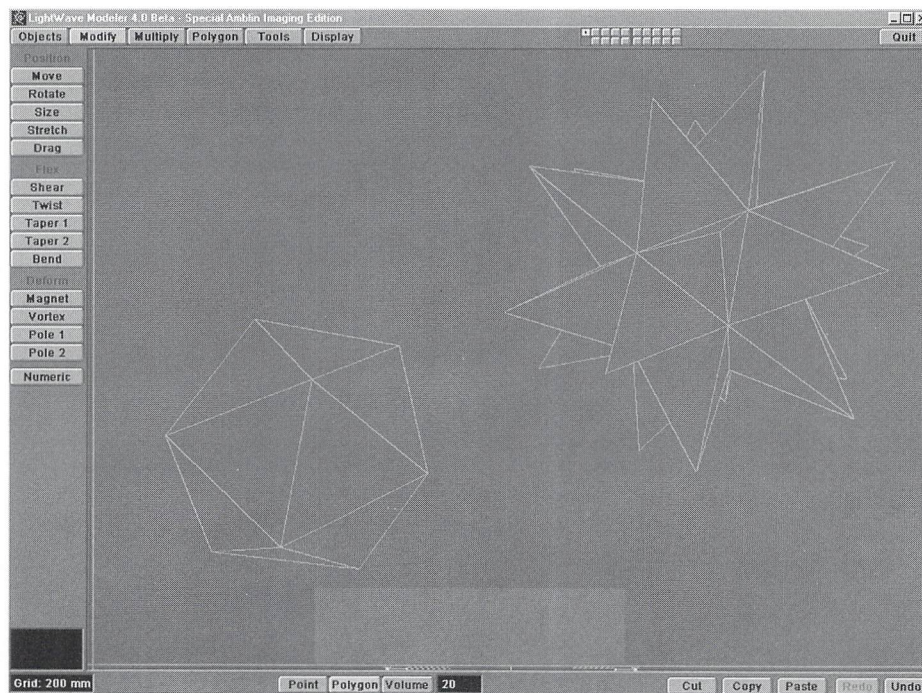 LightWave Modeler 4.0 Beta - Special Amblin Imaging Edition
Objects Modify Multiply Polygon Tools Display Quit
Position
Move
Rotate
Size
Stretch
Drag
Flex
Shear
Twist
Taper 1
Taper 2
Bend
Deform
Magnet
Vortex
Pole 1
Pole 2
Numeric
Grid: 200 mm Point Polygon Volume 20 Cut Copy Paste Redo Undo